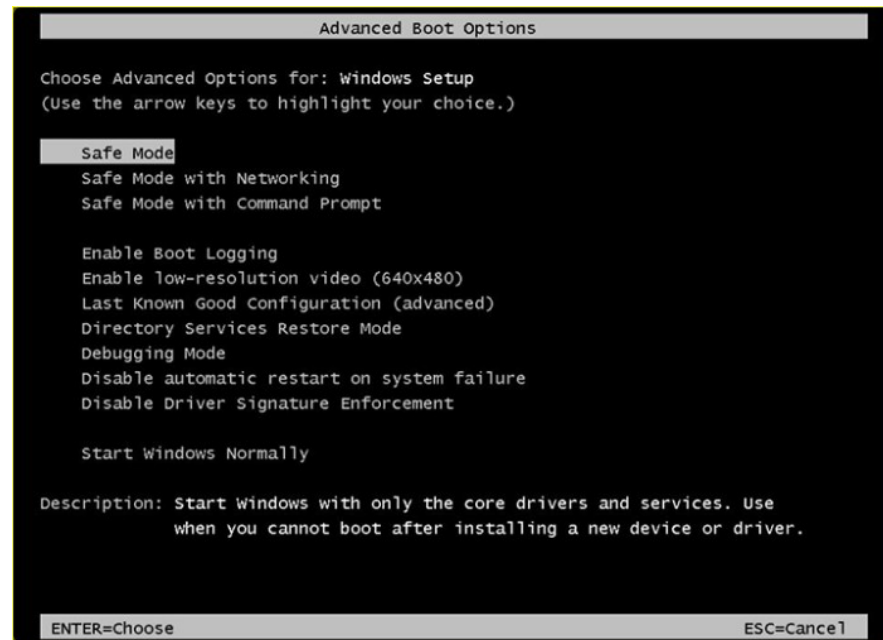 Advanced Boot Options
Choose Advanced Options for: Windows Setup
(Use the arrow keys to highlight your choice.)
Safe Mode
Safe Mode with Networking
Safe Mode with Command Prompt
Enable Boot Logging
Enable low-resolution video (640x480)
Last Known Good Configuration (advanced)
Directory Services Restore Mode
Debugging Mode
Disable automatic restart on system failure
Disable Driver Signature Enforcement
Start Windows Normally
Description: Start Windows with only the core drivers and services. Use
when you cannot boot after installing a new device or driver.
ENTER=Choose ESC=Cancel